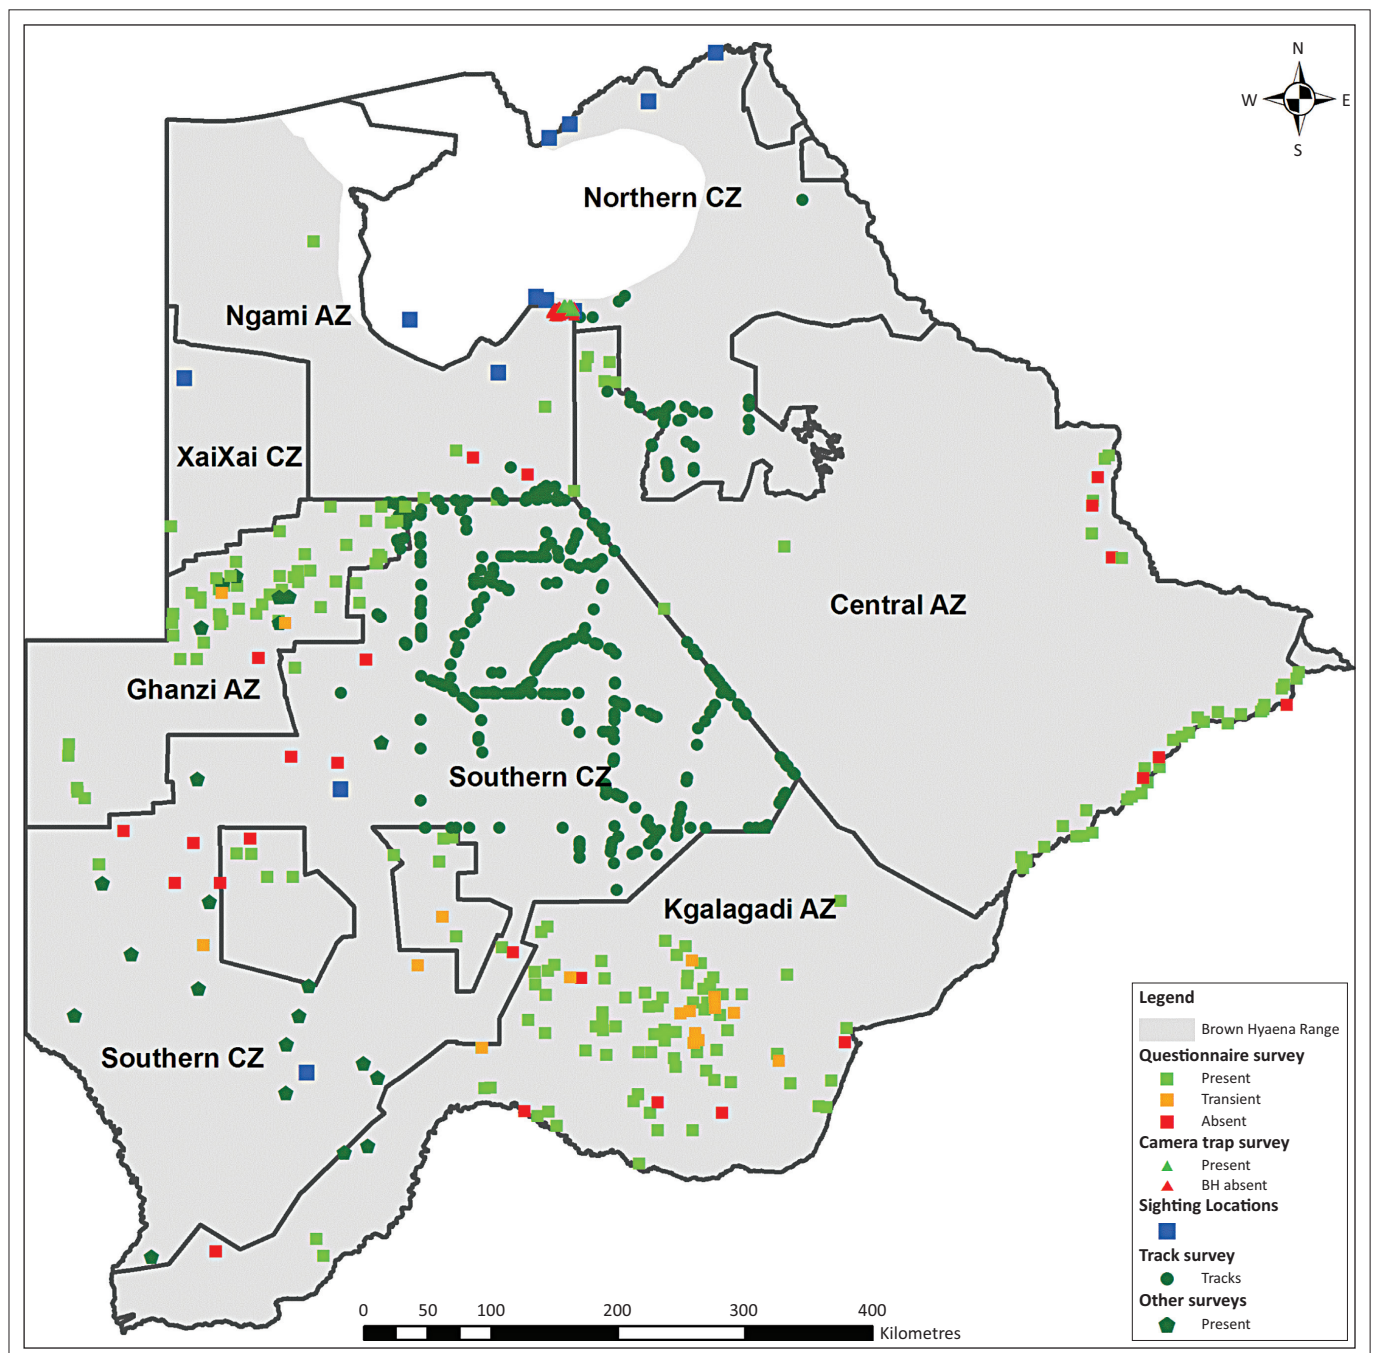 N
W E
S
Northern CZ
Ngami AZ
XaiXai CZ
Central AZ
Ghanzi AZ
Southern CZ
Kgalagadi AZ
Southern CZ
Legend
Brown Hyaena Range
Questionnaire survey
Present
Transient
Absent
Camera trap survey
Present
BH absent
Sighting Locations
Track survey
Tracks
Other surveys
Present
0 50 100 200 300 400
Kilometres